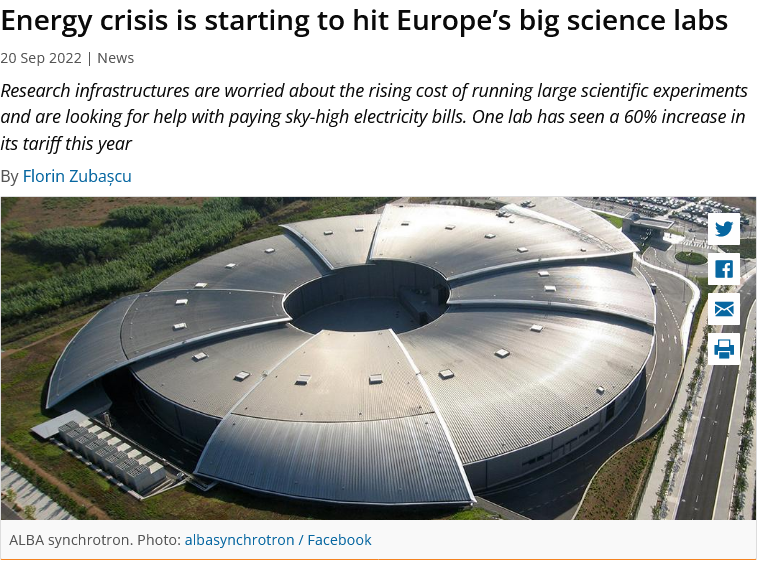 Energy crisis is starting to hit Europe’s big science labs
20 Sep 2022 | News
Research infrastructures are worried about the rising cost of running large scientific experiments
and are looking for help with paying sky-high electricity bills. One lab has seen a 60% increase in
its tariff this year
By Florin Zubașcu
ALBA synchrotron. Photo: albasynchrotron / Facebook